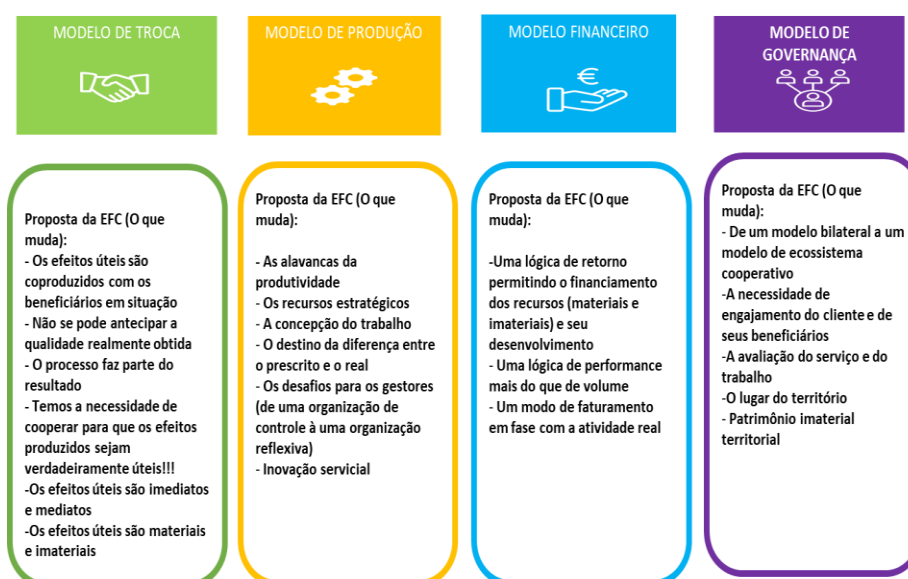 MODELO DE TROCA
MODELO DE PRODUÇÃO
MODELO FINANCEIRO
€
MODELO DE
GOVERNANÇA
Proposta da EFC (O que
muda):
- Os efeitos úteis são
coproduzidos com os
beneficiários em situação
- Não se pode antecipar a
qualidade realmente obtida
- O processo faz parte do
resultado
- Temos a necessidade de
cooperar para que os efeitos
produzidos sejam
verdadeiramente úteis!!!
-Os efeitos úteis são imediatos
e mediatos
-Os efeitos úteis são materiais
e imateriais
Proposta da EFC (O que
muda):
- As alavancas da
produtividade
- Os recursos estratégicos
- A concepção do trabalho
- O destino da diferença entre
o prescrito e o real
- Os desafios para os gestores
(de uma organização de
controle à uma organização
reflexiva)
- Inovação servicial
Proposta da EFC (O que
muda):
-Uma lógica de retorno
permitindo o financiamento
dos recursos (materiais e
imateriais) e seu
desenvolvimento
- Uma lógica de performance
mais do que de volume
- Um modo de faturamento
em fase com a atividade real
Proposta da EFC (O que
muda):
- De um modelo bilateral a um
modelo de ecossistema
cooperativo
-A necessidade de
engajamento do cliente e de
seus beneficiários
-A avaliação do serviço e do
trabalho
-O lugar do território
- Patrimônio imaterial
territorial